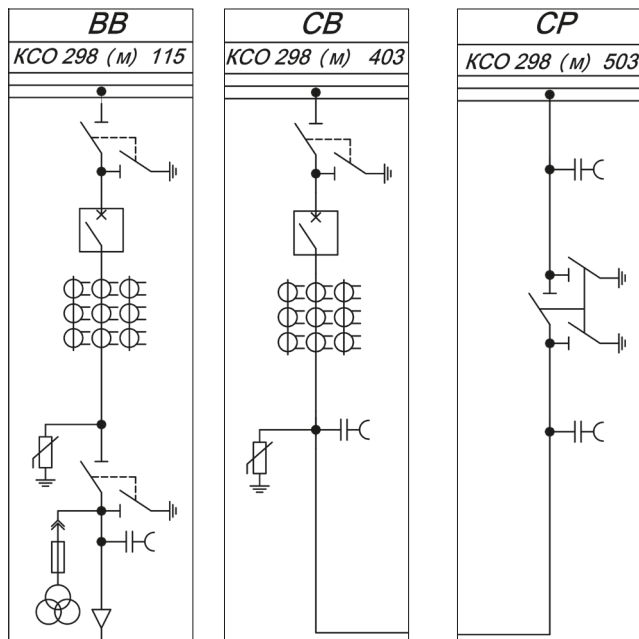 ВВ
КСО 298 (м) 115
СВ
КСО 298 (м) 403
СР
КСО 298 (м) 503